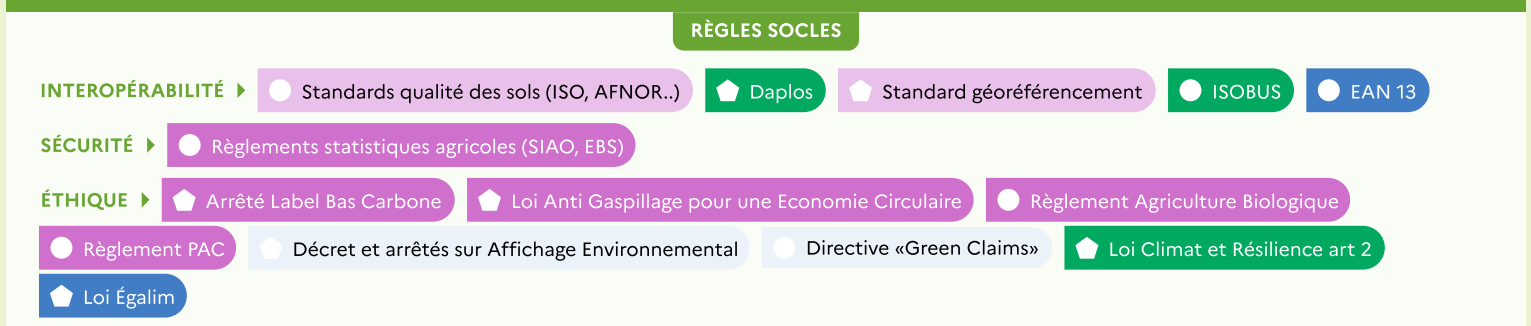 RÈGLES SOCLES
INTEROPÉRABILITÉ Standards qualité des sols (ISO, AFNOR..) Daplos Standard géoréférencement ISOBUS EAN 13
SÉCURITÉ Règlements statistiques agricoles (SIAO, EBS)
ÉTHIQUE Arrêté Label Bas Carbone Loi Anti Gaspillage pour une Economie Circulaire Règlement Agriculture Biologique
Règlement PAC Décret et arrêtés sur Affichage Environnemental Directive «Green Claims» Loi Climat et Résilience art 2
Loi Égalim